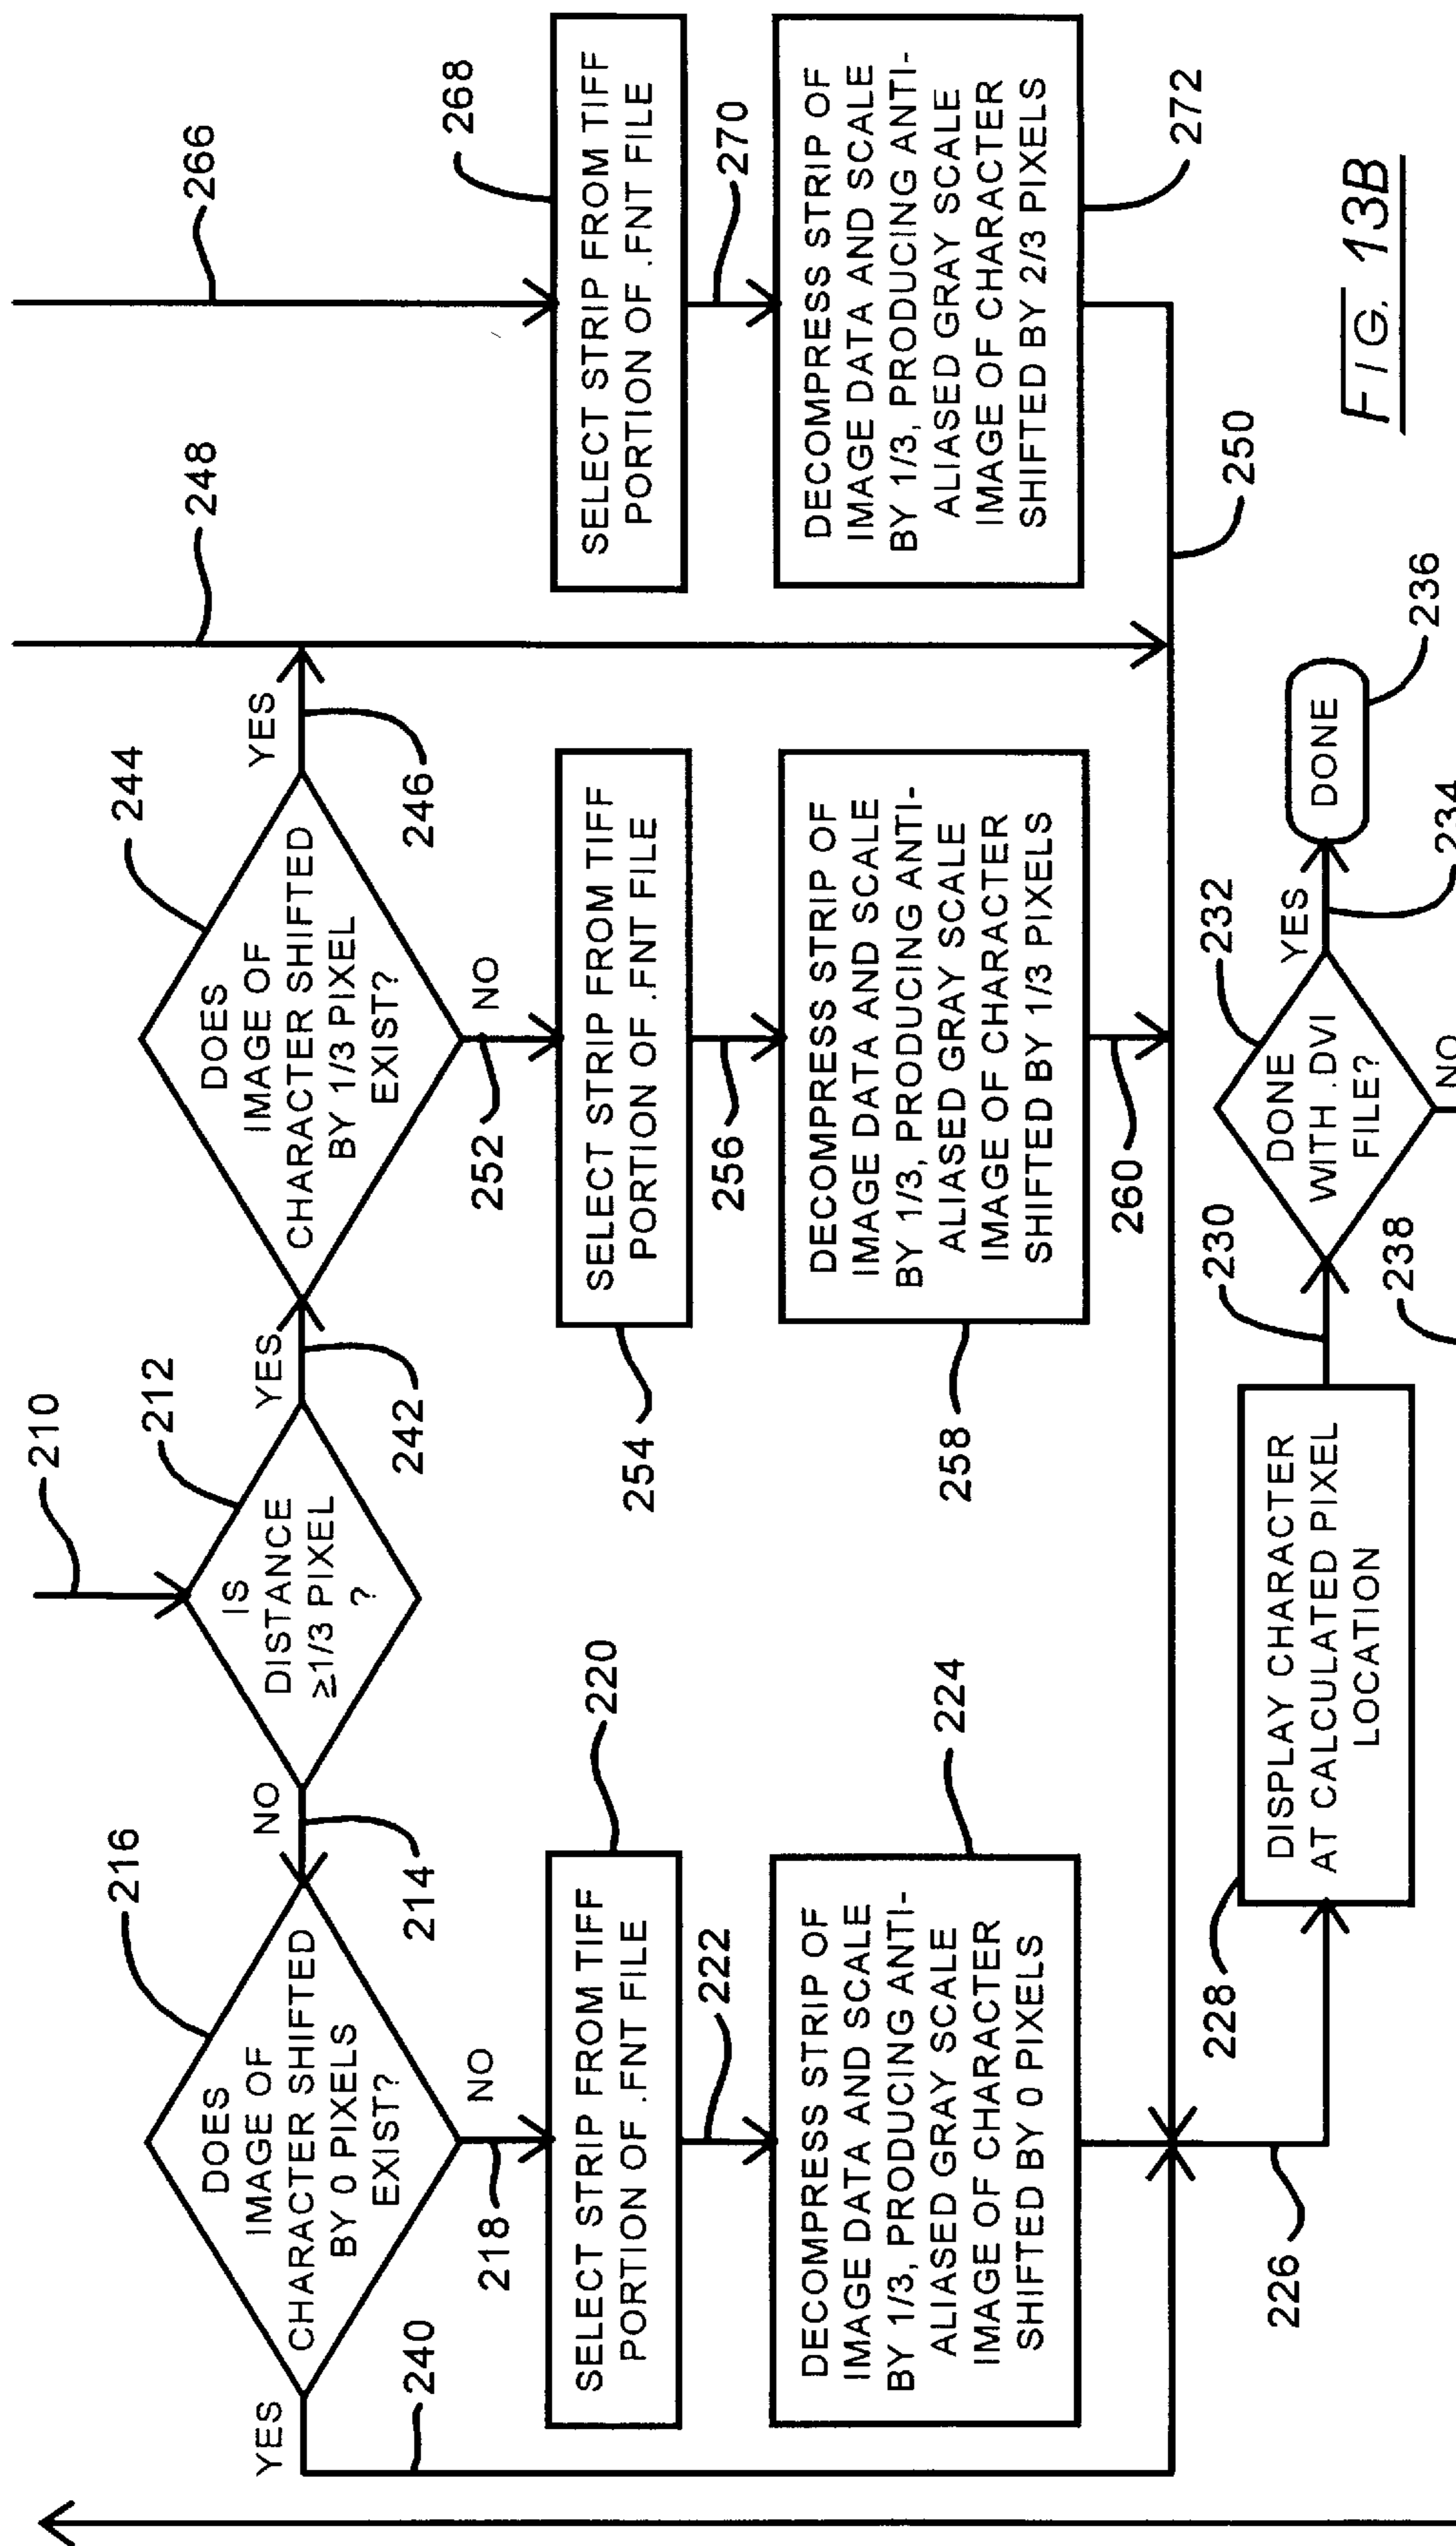 210
266
248
216
DOES
IMAGE OF
CHARACTER SHIFTED
BY 0 PIXELS
EXIST?
YES
NO
214
NO
212
IS
DISTANCE
≥1/3 PIXEL
?
YES
242
244
DOES
IMAGE OF
CHARACTER SHIFTED
BY 1/3 PIXEL
EXIST?
YES
246
NO
240
218
220
SELECT STRIP FROM TIFF
PORTION OF .FNT FILE
252
254
SELECT STRIP FROM TIFF
PORTION OF .FNT FILE
268
SELECT STRIP FROM TIFF
PORTION OF .FNT FILE
222
256
270
224
DECOMPRESS STRIP OF
IMAGE DATA AND SCALE
BY 1/3, PRODUCING ANTI-
ALIASED GRAY SCALE
IMAGE OF CHARACTER
SHIFTED BY 0 PIXELS
258
DECOMPRESS STRIP OF
IMAGE DATA AND SCALE
BY 1/3, PRODUCING ANTI-
ALIASED GRAY SCALE
IMAGE OF CHARACTER
SHIFTED BY 1/3 PIXELS
DECOMPRESS STRIP OF
IMAGE DATA AND SCALE
BY 1/3, PRODUCING ANTI-
ALIASED GRAY SCALE
IMAGE OF CHARACTER
SHIFTED BY 2/3 PIXELS
272
260
250
226
228
DISPLAY CHARACTER
AT CALCULATED PIXEL
LOCATION
230
232
DONE
WITH .DVI
FILE?
YES
234
DONE
236
NO
238
FIG. 13B